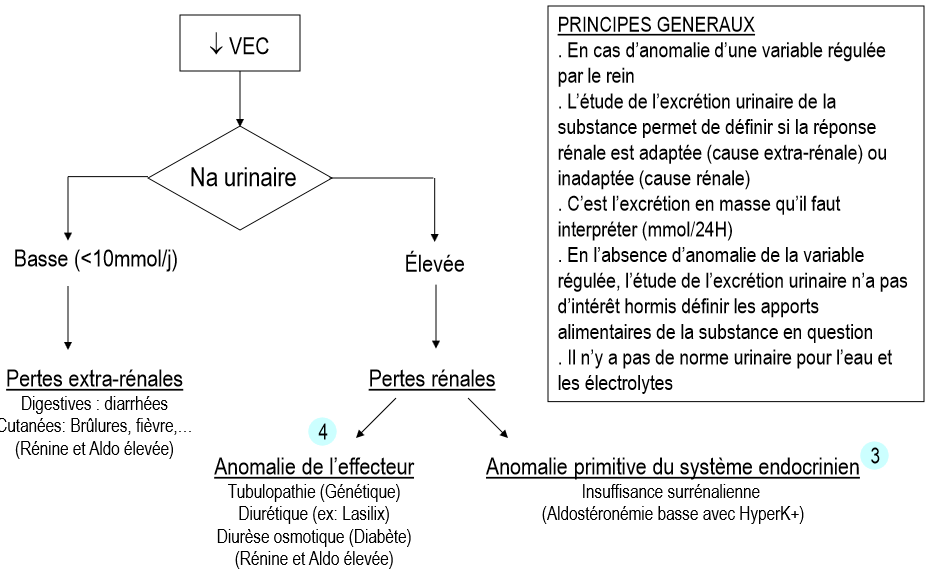 ↓ VEC
Na urinaire
Basse (<10mmol/j)
Élevée
Pertes extra-rénales
Digestives : diarrhées
Cutanées: Brûlures, fièvre,…
(Rénine et Aldo élevée)
Pertes rénales
4
Anomalie de l’effecteur
Tubulopathie (Génétique)
Diurétique (ex: Lasilix)
Diurèse osmotique (Diabète)
(Rénine et Aldo élevée)
Anomalie primitive du système endocrinien
3
Insuffisance surrénalienne
(Aldostéronémie basse avec HyperK+)
PRINCIPES GENERAUX
. En cas d’anomalie d’une variable régulée
par le rein
. L’étude de l’excrétion urinaire de la
substance permet de définir si la réponse
rénale est adaptée (cause extra-rénale) ou
inadaptée (cause rénale)
. C’est l’excrétion en masse qu’il faut
interpréter (mmol/24H)
. En l’absence d’anomalie de la variable
régulée, l’étude de l’excrétion urinaire n’a pas
d’intérêt hormis définir les apports
alimentaires de la substance en question
. Il n’y a pas de norme urinaire pour l’eau et
les électrolytes